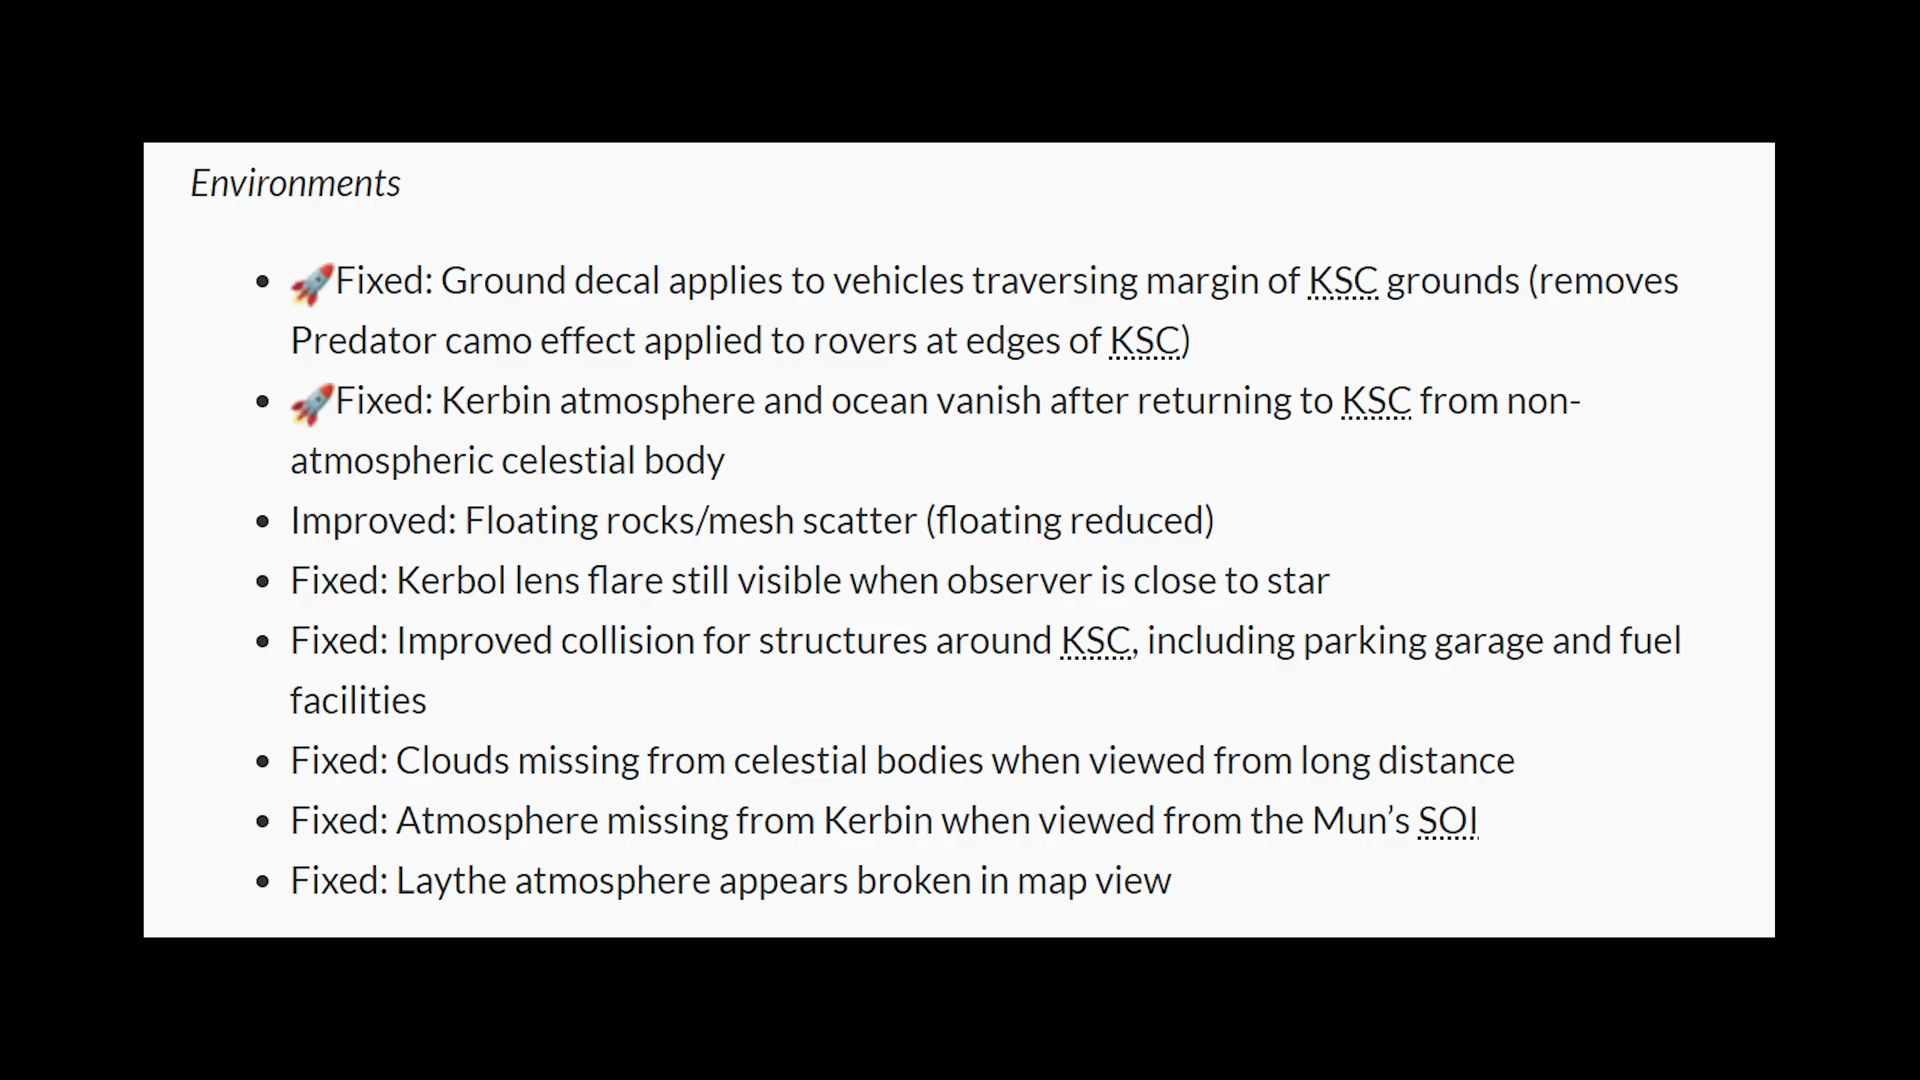 Environments
• 🚀Fixed: Ground decal applies to vehicles traversing margin of KSC grounds (removes
Predator camo effect applied to rovers at edges of KSC)
• 🚀Fixed: Kerbin atmosphere and ocean vanish after returning to KSC from non-
atmospheric celestial body
• Improved: Floating rocks/mesh scatter (floating reduced)
• Fixed: Kerbol lens flare still visible when observer is close to star
• Fixed: Improved collision for structures around KSC, including parking garage and fuel
facilities
• Fixed: Clouds missing from celestial bodies when viewed from long distance
• Fixed: Atmosphere missing from Kerbin when viewed from the Mun’s SOI
• Fixed: Laythe atmosphere appears broken in map view